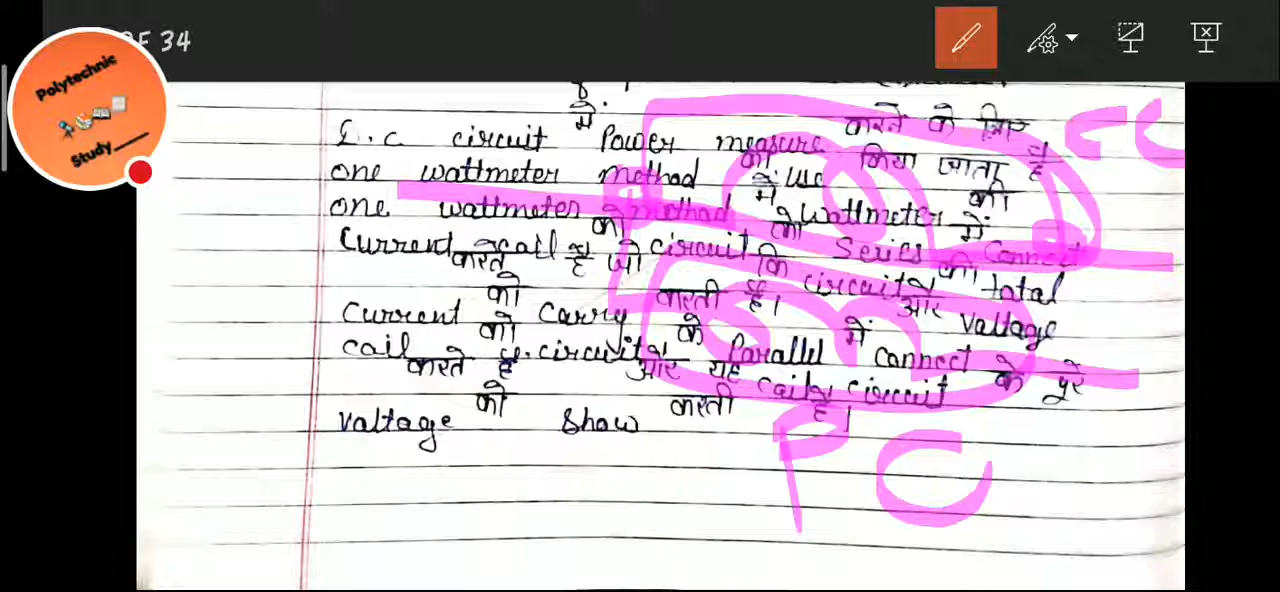 34
Polytechnic
Study
D.C circuit में Power measure करने के लिए
one wattmeter method का use किया जाता है
one wattmeter method में wattmeter की
current coil को circuit के series में connect
करते है जो कि circuit की total
current को carry करती है। और voltage
coil को circuit के parallel में connect
करते है और यह coil circuit के पूरे
voltage को show करती है।
CC
PC